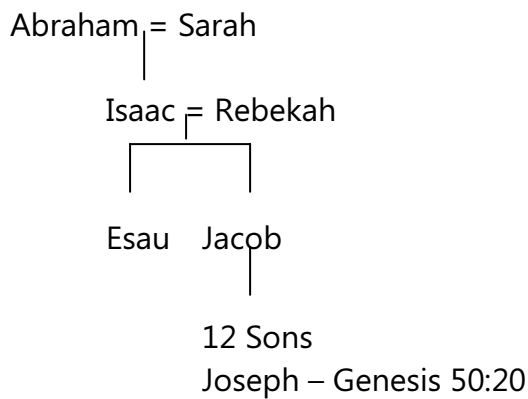 Abraham = Sarah
Isaac = Rebekah
Esau Jacob
12 Sons
Joseph – Genesis 50:20